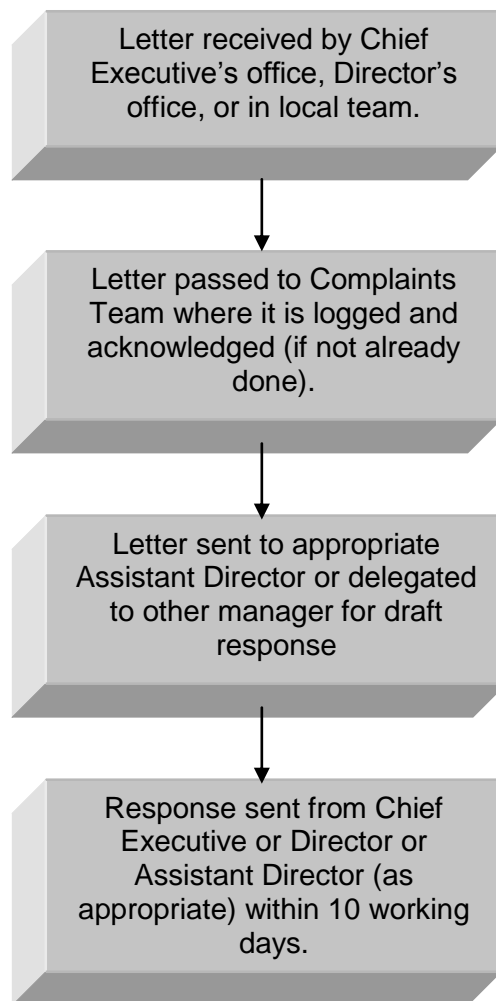 Letter received by Chief
Executive’s office, Director’s
office, or in local team.
Letter passed to Complaints
Team where it is logged and
acknowledged (if not already
done).
Letter sent to appropriate
Assistant Director or delegated
to other manager for draft
response
Response sent from Chief
Executive or Director or
Assistant Director (as
appropriate) within 10 working
days.